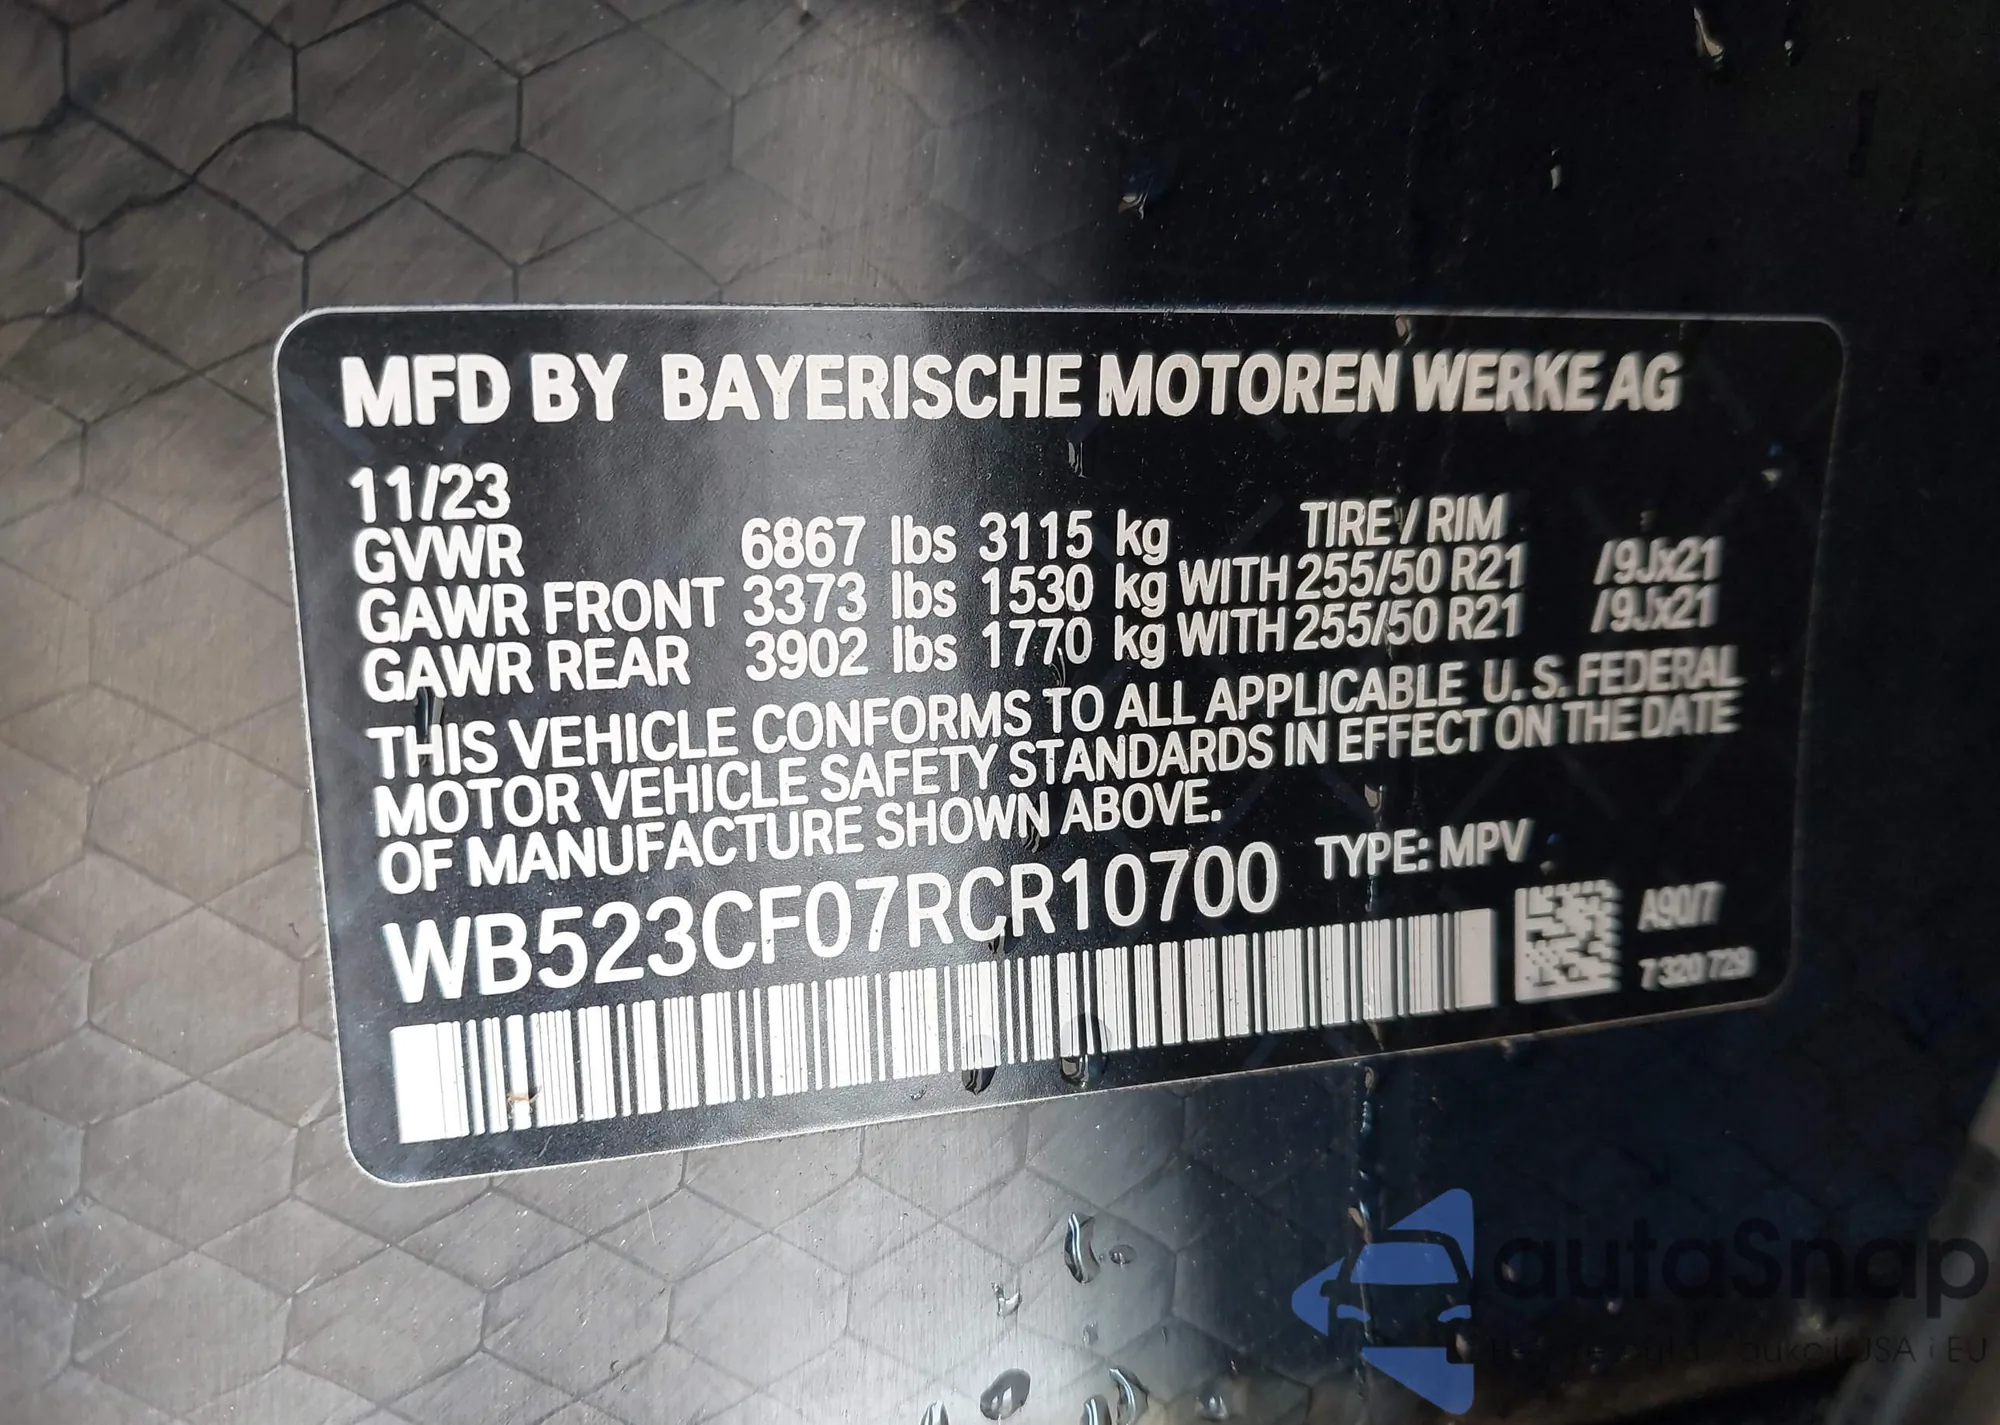 MFD BY BAYERISCHE MOTOREN WERKE AG
11/23
TIRE / RIM
GVWR 6867 lbs 3115 kg
GAWR FRONT 3373 lbs 1530 kg WITH 255/50 R21 /9Jx21
GAWR REAR 3902 lbs 1770 kg WITH 255/50 R21 /9Jx21
THIS VEHICLE CONFORMS TO ALL APPLICABLE U. S. FEDERAL
MOTOR VEHICLE SAFETY STANDARDS IN EFFECT ON THE DATE
OF MANUFACTURE SHOWN ABOVE.
WB523CF07RCR10700 TYPE: MPV
A90/7
7 320 729
autaSnap
USA i EU